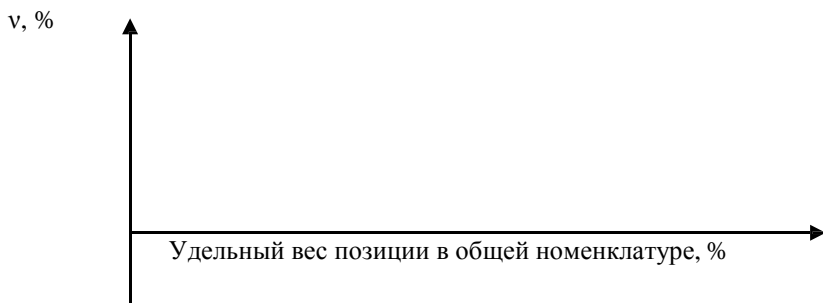 ν, %
Удельный вес позиции в общей номенклатуре, %